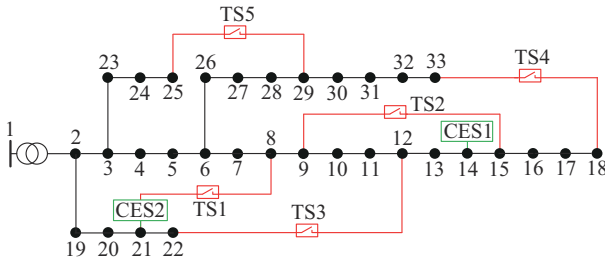 TS5
23 26 32 33
TS4
24 25 27 28 29 30 31
TS2
1 2 8 12 CES1
3 4 5 6 7 9 10 11 13 14 15 16 17 18
CES2 TS1 TS3
19 20 21 22